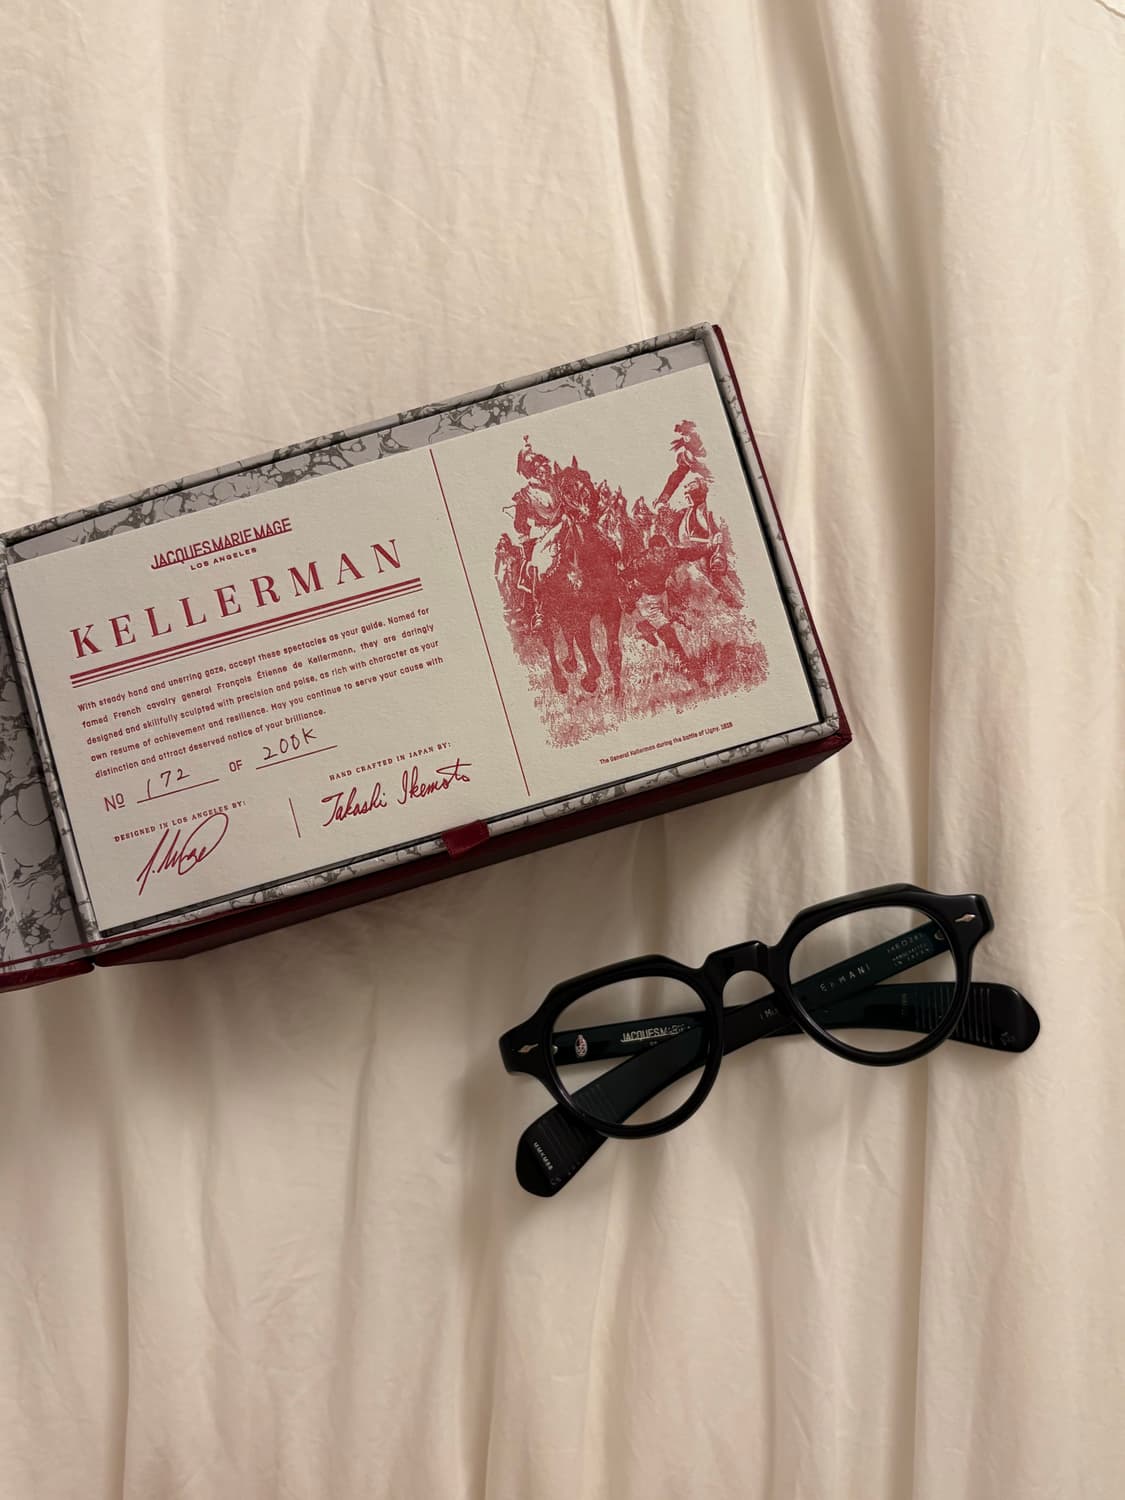 JACQUES MARIE MAGE
LOS ANGELES
KELLERMAN
With steady hand and unerring gaze, accept these spectacles as your guide. Named for
famed French cavalry general François Étienne de Kellermann, they are daringly
designed and skillfully sculpted with precision and poise, as rich with character as your
own resume of achievement and resilience. May you continue to serve your cause with
distinction and attract deserved notice of your brilliance.
Nº 172 OF 200K
DESIGNED IN LOS ANGELES BY:
HAND CRAFTED IN JAPAN BY:
Takashi Ikemoto
The General Kellerman during the battle of Ligny, 1828
JACQUES MARIE
IN JAPAN